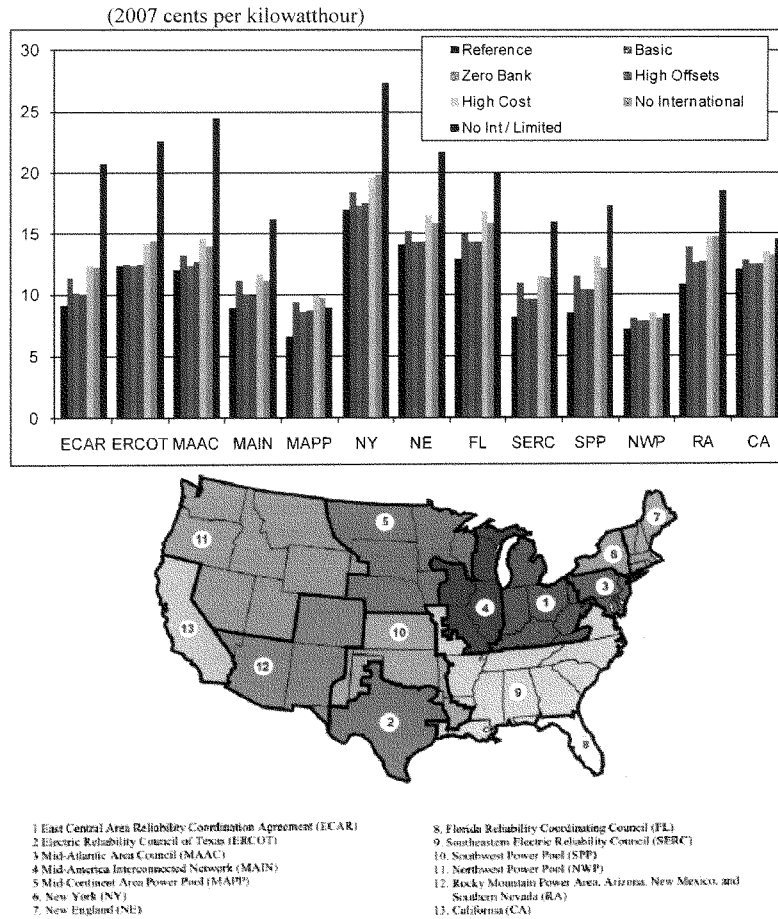 (2007 cents per kilowatthour)
30
25
20
15
10
5
0
Reference
Basic
Zero Bank
High Offsets
High Cost
No International
No Int / Limited
ECAR ERCOT MAAC MAIN MAPP NY NE FL SERC SPP NWP RA CA
11
5
7
6
3
1
4
13
10
12
9
2
8
1 East Central Area Reliability Coordination Agreement (ECAR)
2 Electric Reliability Council of Texas (ERCOT)
3 Mid-Atlantic Area Council (MAAC)
4 Mid-America Interconnected Network (MAIN)
5 Mid-Continent Area Power Pool (MAPP)
6. New York (NY)
7. New England (NE)
8. Florida Reliability Coordinating Council (FL)
9. Southeastern Electric Reliability Council (SERC)
10. Southwest Power Pool (SPP)
11. Northwest Power Pool (NWP)
12. Rocky Mountain Power Area, Arizona, New Mexico, and
Southern Nevada (RA)
13. California (CA)